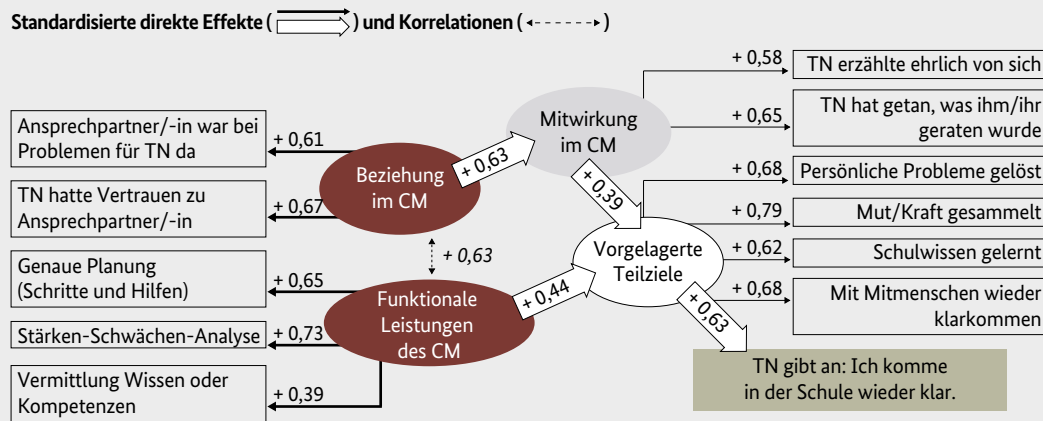 Standardisierte direkte Effekte ( ) und Korrelationen ( )
Ansprechpartner/-in war bei
Problemen für TN da
+ 0,61
TN hatte Vertrauen zu
Ansprechpartner/-in
+ 0,67
Genaue Planung
(Schritte und Hilfen)
+ 0,65
Stärken-Schwächen-Analyse
+ 0,73
Vermittlung Wissen oder
Kompetenzen
+ 0,39
Beziehung
im CM
+ 0,63
Funktionale
Leistungen
des CM
+ 0,63
Mitwirkung
im CM
+ 0,39
+ 0,44
Vorgelagerte
Teilziele
+ 0,63
+ 0,58
TN erzählte ehrlich von sich
+ 0,65
TN hat getan, was ihm/ihr
geraten wurde
+ 0,68
Persönliche Probleme gelöst
+ 0,79
Mut/Kraft gesammelt
+ 0,62
Schulwissen gelernt
+ 0,68
Mit Mitmenschen wieder
klarkommen
TN gibt an: Ich komme
in der Schule wieder klar.